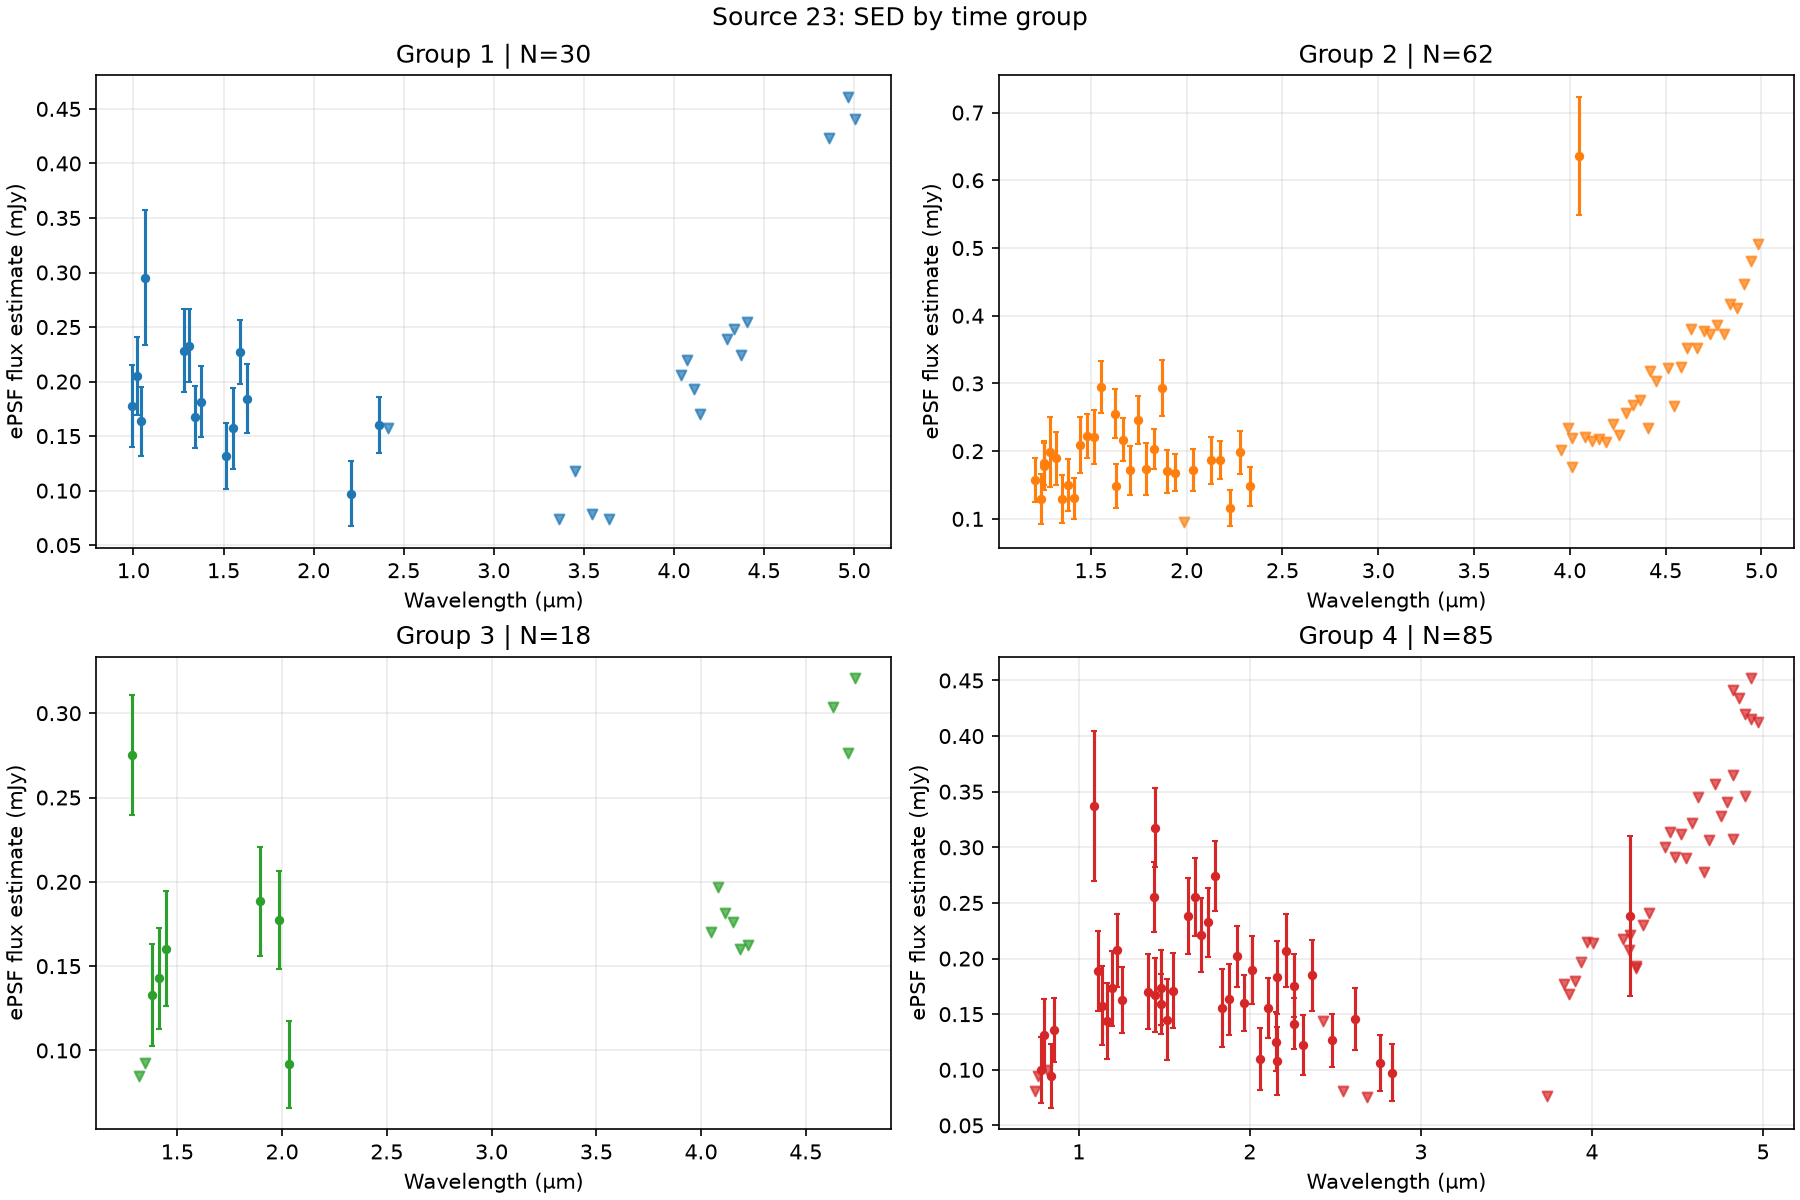 Source 23: SED by time group
Group 1 | N=30
ePSF flux estimate (mJy)
0.45
0.40
0.35
0.30
0.25
0.20
0.15
0.10
0.05
1.0 1.5 2.0 2.5 3.0 3.5 4.0 4.5 5.0
Wavelength (μm)
Group 2 | N=62
ePSF flux estimate (mJy)
0.7
0.6
0.5
0.4
0.3
0.2
0.1
1.5 2.0 2.5 3.0 3.5 4.0 4.5 5.0
Wavelength (μm)
Group 3 | N=18
ePSF flux estimate (mJy)
0.30
0.25
0.20
0.15
0.10
1.5 2.0 2.5 3.0 3.5 4.0 4.5
Wavelength (μm)
Group 4 | N=85
ePSF flux estimate (mJy)
0.45
0.40
0.35
0.30
0.25
0.20
0.15
0.10
0.05
1 2 3 4 5
Wavelength (μm)